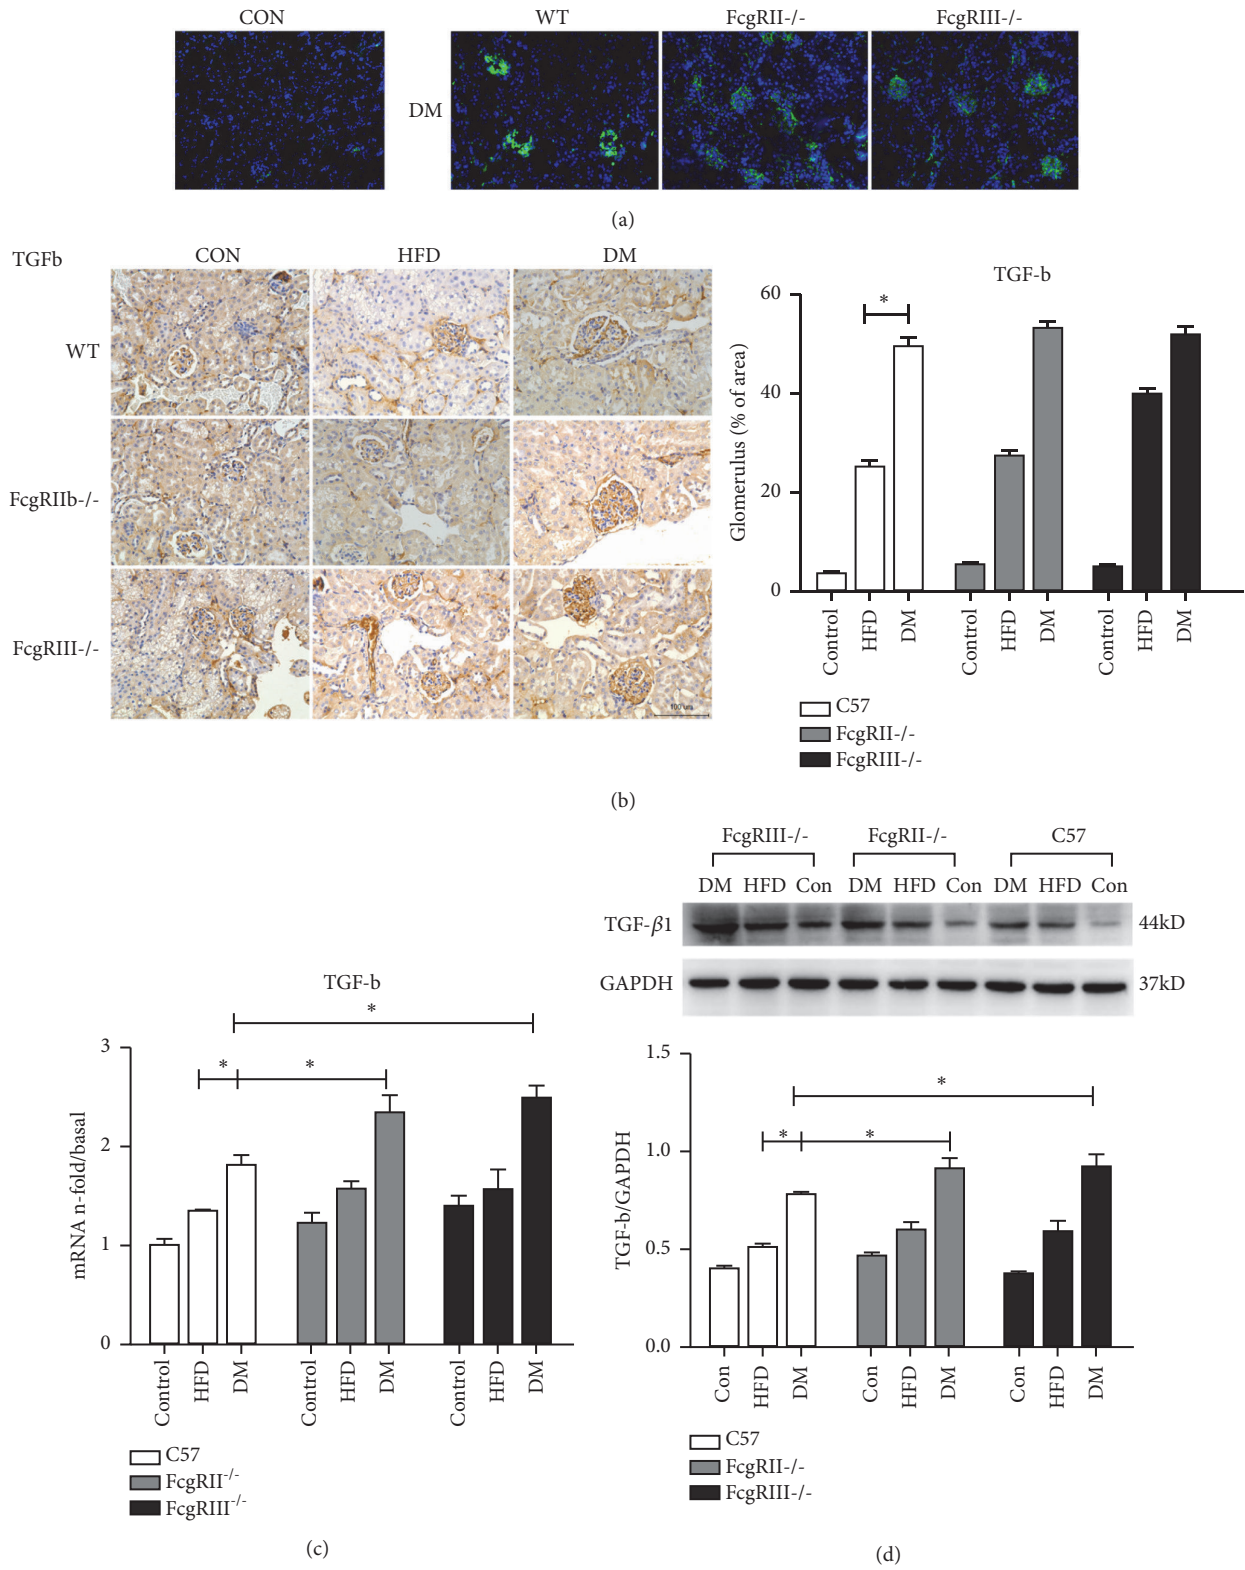 CON WT FcgRII-/- FcgRIII-/-
DM
(a)
TGFb CON HFD DM
WT
FcgRIIb-/-
FcgRIII-/-
100 um
TGF-b
Glomerulus (% of area)
60
*
40
20
0
Control HFD DM Control HFD DM Control HFD DM
C57
FcgRII-/-
FcgRIII-/-
(b)
TGF-b
mRNA n-fold/basal
*
3
* *
2
1
0
Control HFD DM Control HFD DM Control HFD DM
C57
FcgRII-/-
FcgRIII-/-
(c)
FcgRIII-/- FcgRII-/- C57
DM HFD Con DM HFD Con DM HFD Con
TGF-β1 44kD
GAPDH 37kD
TGF-b/GAPDH
1.5
*
* *
1.0
0.5
0.0
Con HFD DM Con HFD DM Con HFD DM
C57
FcgRII-/-
FcgRIII-/-
(d)